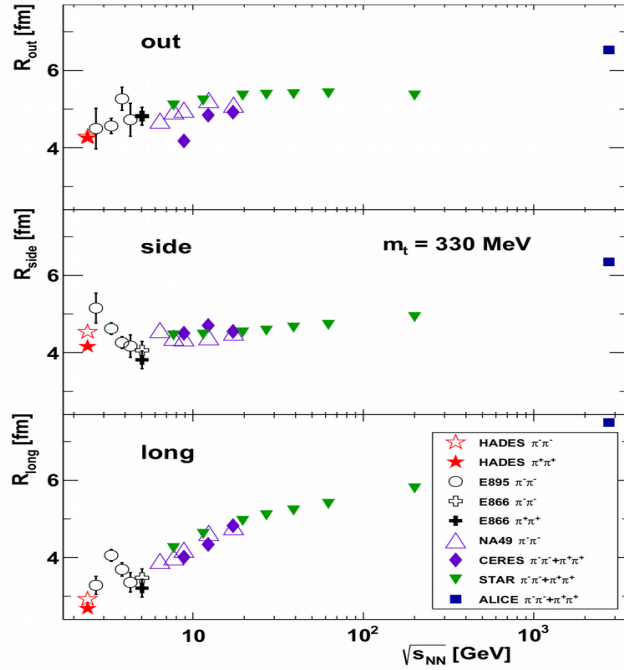 out
R_out [fm]
6
4
2
side
m_t = 330 MeV
R_side [fm]
6
4
long
R_long [fm]
6
4
HADES π⁻π⁻
HADES π⁺π⁺
E895 π⁻π⁻
E866 π⁻π⁻
E866 π⁺π⁺
NA49 π⁻π⁻
CERES π⁻π⁻+π⁺π⁺
STAR π⁻π⁻+π⁺π⁺
ALICE π⁻π⁻+π⁺π⁺
10 10² 10³
√s_NN [GeV]